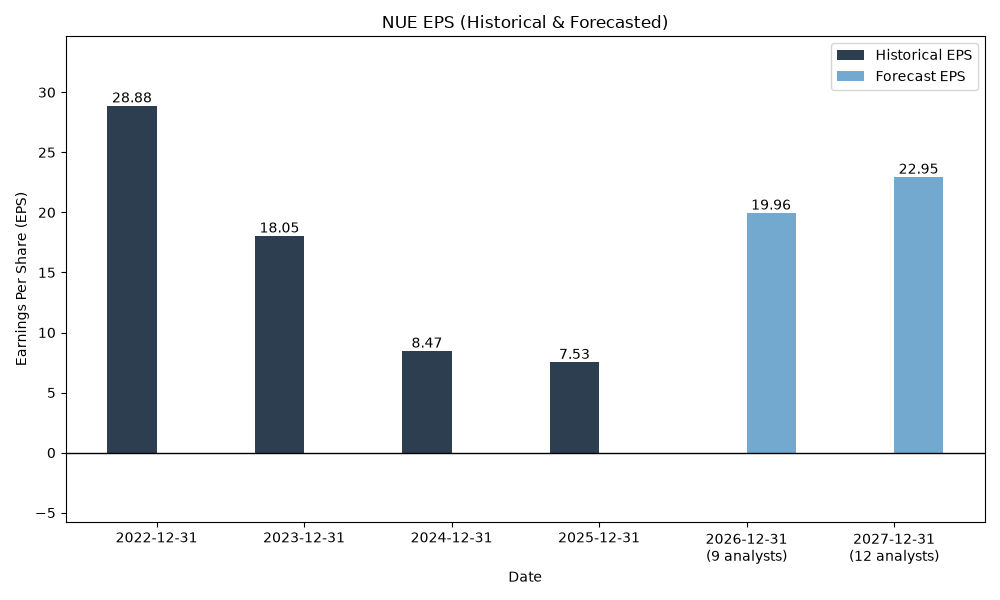 NUE EPS (Historical & Forecasted)
Historical EPS
Forecast EPS
Earnings Per Share (EPS)
30
25
20
15
10
5
0
−5
28.88
18.05
8.47
7.53
19.96
22.95
2022-12-31
2023-12-31
2024-12-31
2025-12-31
2026-12-31
(9 analysts)
2027-12-31
(12 analysts)
Date